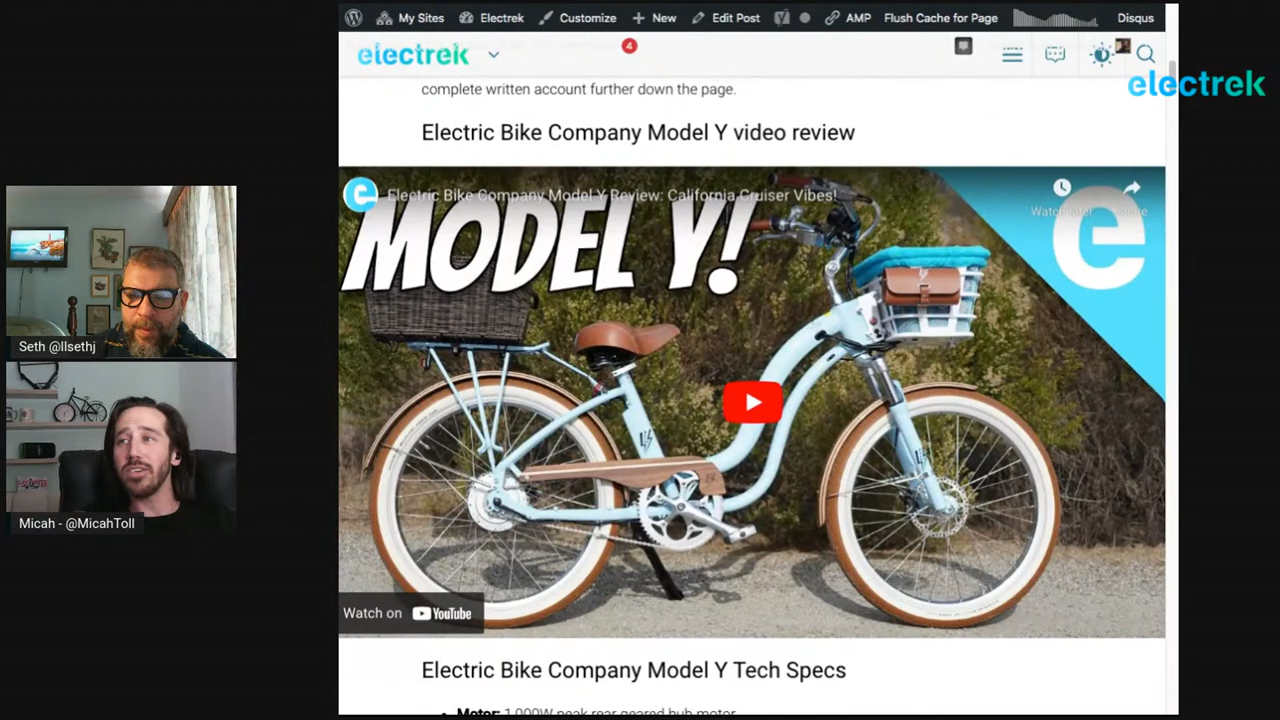 My Sites Electrek Customize New Edit Post AMP Flush Cache for Page Disqus
electrek
4
electrek
complete written account further down the page.
Electric Bike Company Model Y video review
e Electric Bike Company Model Y Review: California Cruiser Vibes!
Watch later Share
MODEL Y!
e
Seth @llsethj
Micah - @MicahToll
Watch on YouTube
Electric Bike Company Model Y Tech Specs
Motor: 1,000W peak rear geared hub motor